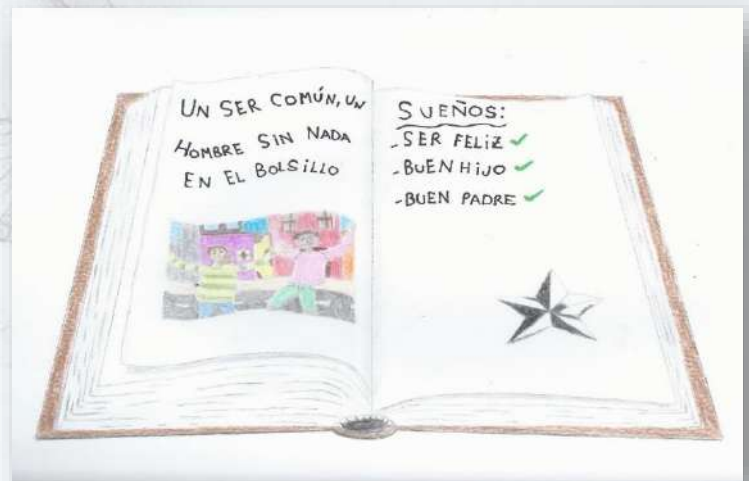 UN SER COMÚN, UN
HOMBRE SIN NADA
EN EL BOLSILLO
SUEÑOS:
-SER FELIZ ✓
-BUEN HIJO ✓
-BUEN PADRE ✓